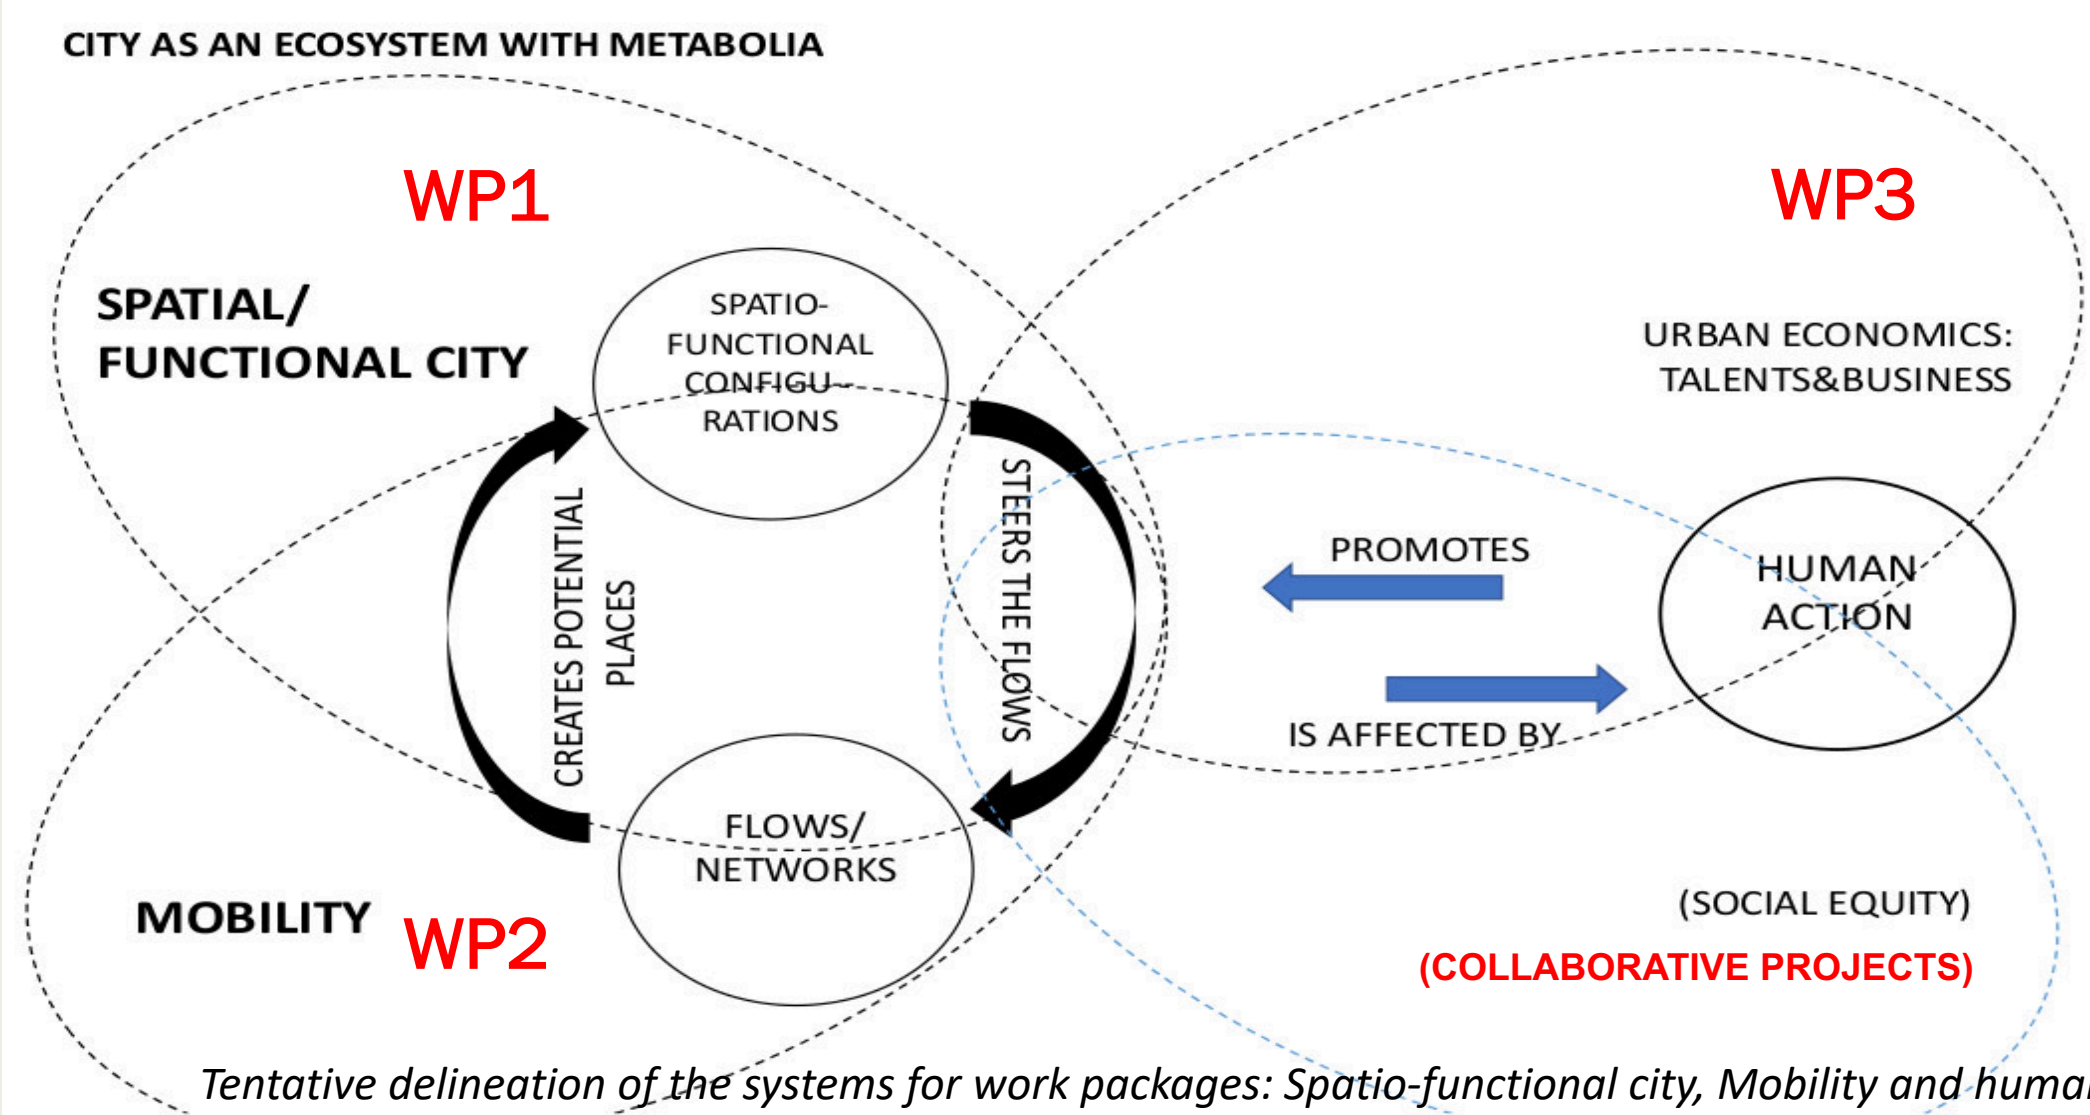 CITY AS AN ECOSYSTEM WITH METABOLIA
WP1
WP3
SPATIAL/
FUNCTIONAL CITY
SPATIO-
FUNCTIONAL
CONFIGU--
RATIONS
URBAN ECONOMICS:
TALENTS&BUSINESS
CREATES POTENTIAL
PLACES
STEERS THE FLOWS
PROMOTES
IS AFFECTED BY
HUMAN
ACTION
FLOWS/
NETWORKS
MOBILITY
WP2
(SOCIAL EQUITY)
(COLLABORATIVE PROJECTS)
Tentative delineation of the systems for work packages: Spatio-functional city, Mobility and human